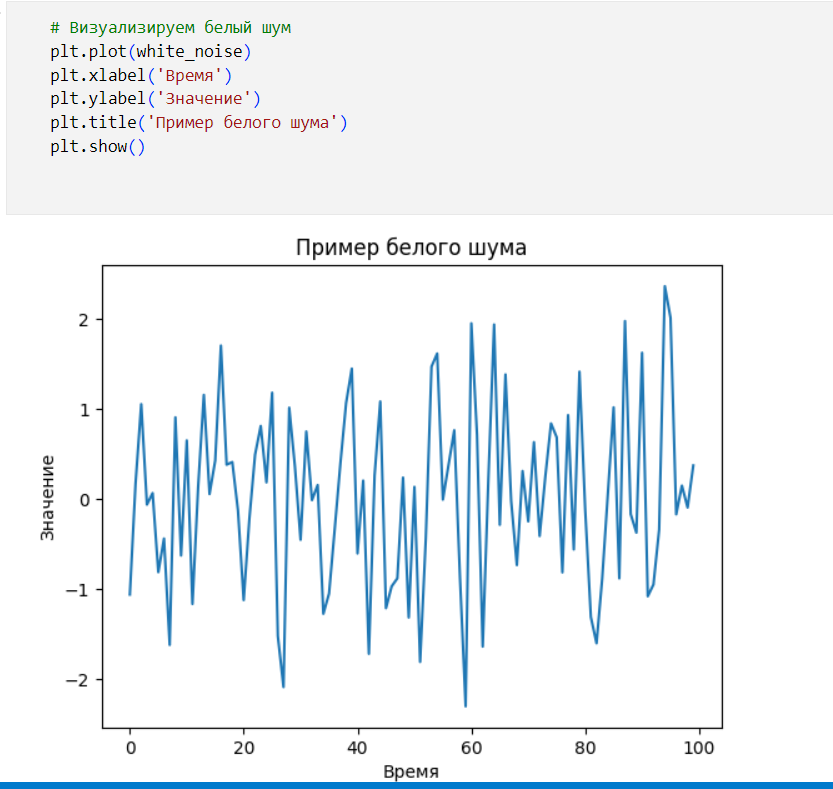 # Визуализируем белый шум
plt.plot(white_noise)
plt.xlabel('Время')
plt.ylabel('Значение')
plt.title('Пример белого шума')
plt.show()
Пример белого шума
2
1
0
−1
−2
Значение
0 20 40 60 80 100
Время